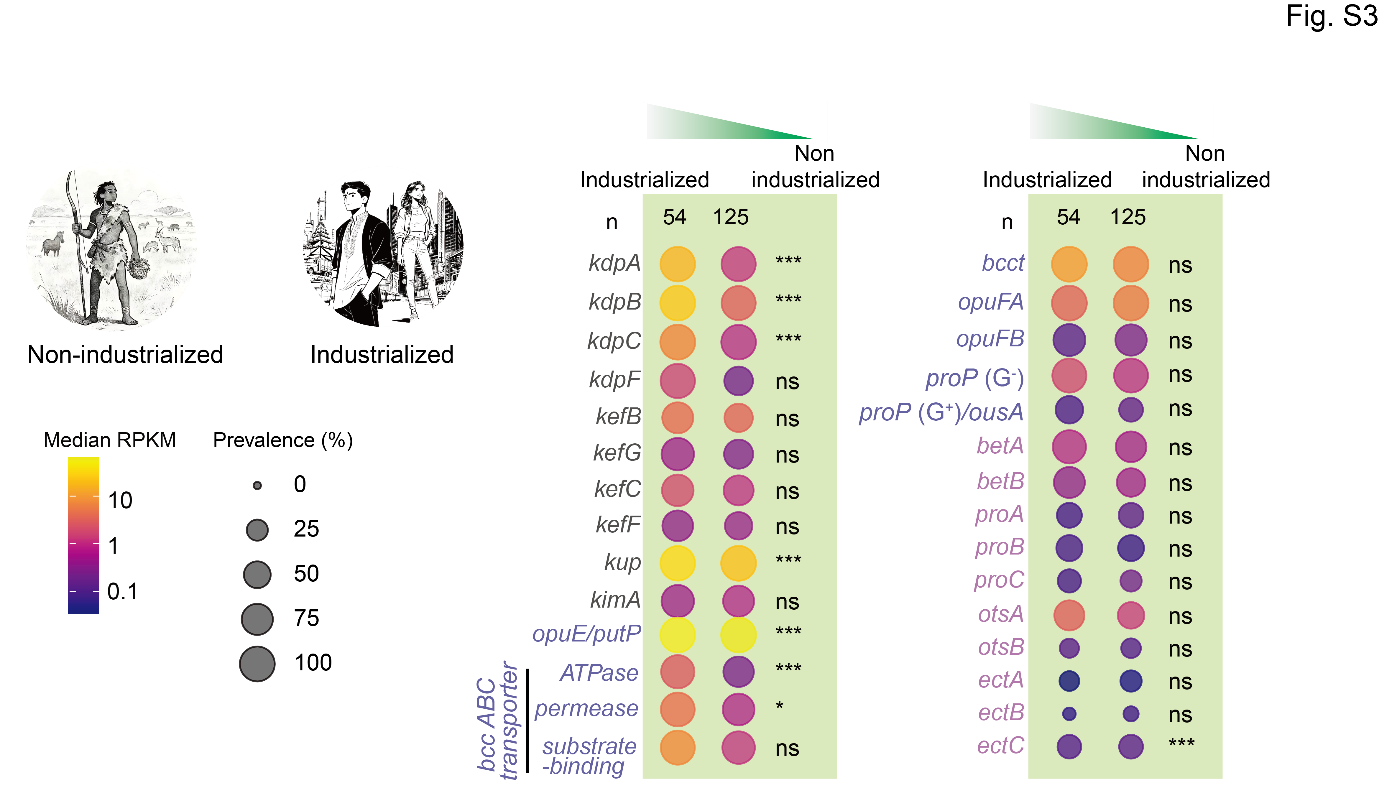 Fig. S3
Non-industrialized
Industrialized
Median RPKM
10
1
0.1
Prevalence (%)
0
25
50
75
100
Non
Industrialized industrialized
n 54 125
kdpA ***
kdpB ***
kdpC ***
kdpF ns
kefB ns
kefG ns
kefC ns
kefF ns
kup ***
kimA ns
opuE/putP ***
bcc ABC
transporter
ATPase ***
permease *
substrate
-binding ns
Non
Industrialized industrialized
n 54 125
bcct ns
opuFA ns
opuFB ns
proP (G⁻) ns
proP (G⁺)/ousA ns
betA ns
betB ns
proA ns
proB ns
proC ns
otsA ns
otsB ns
ectA ns
ectB ns
ectC ***